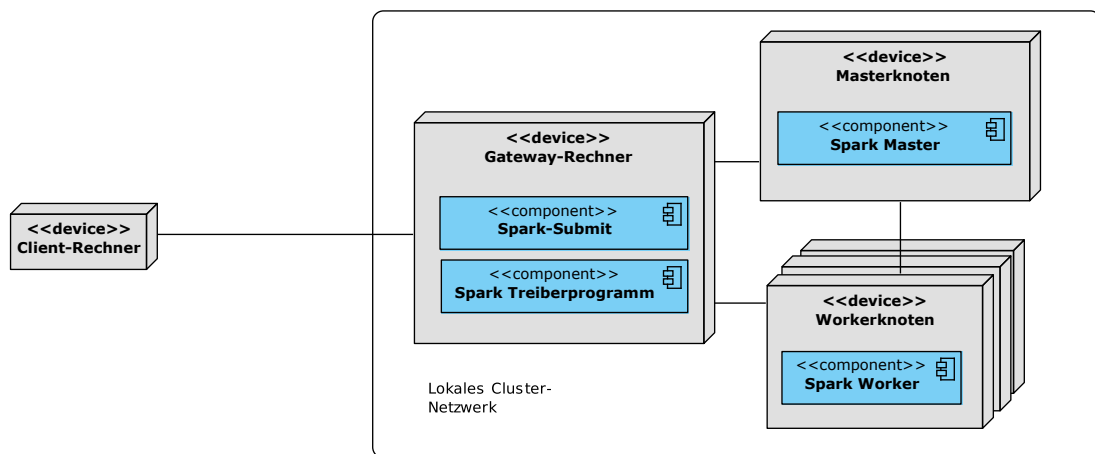 <<device>>
Client-Rechner
<<device>>
Gateway-Rechner
<<component>>
Spark-Submit
<<component>>
Spark Treiberprogramm
Lokales Cluster-
Netzwerk
<<device>>
Masterknoten
<<component>>
Spark Master
<<device>>
Workerknoten
<<component>>
Spark Worker